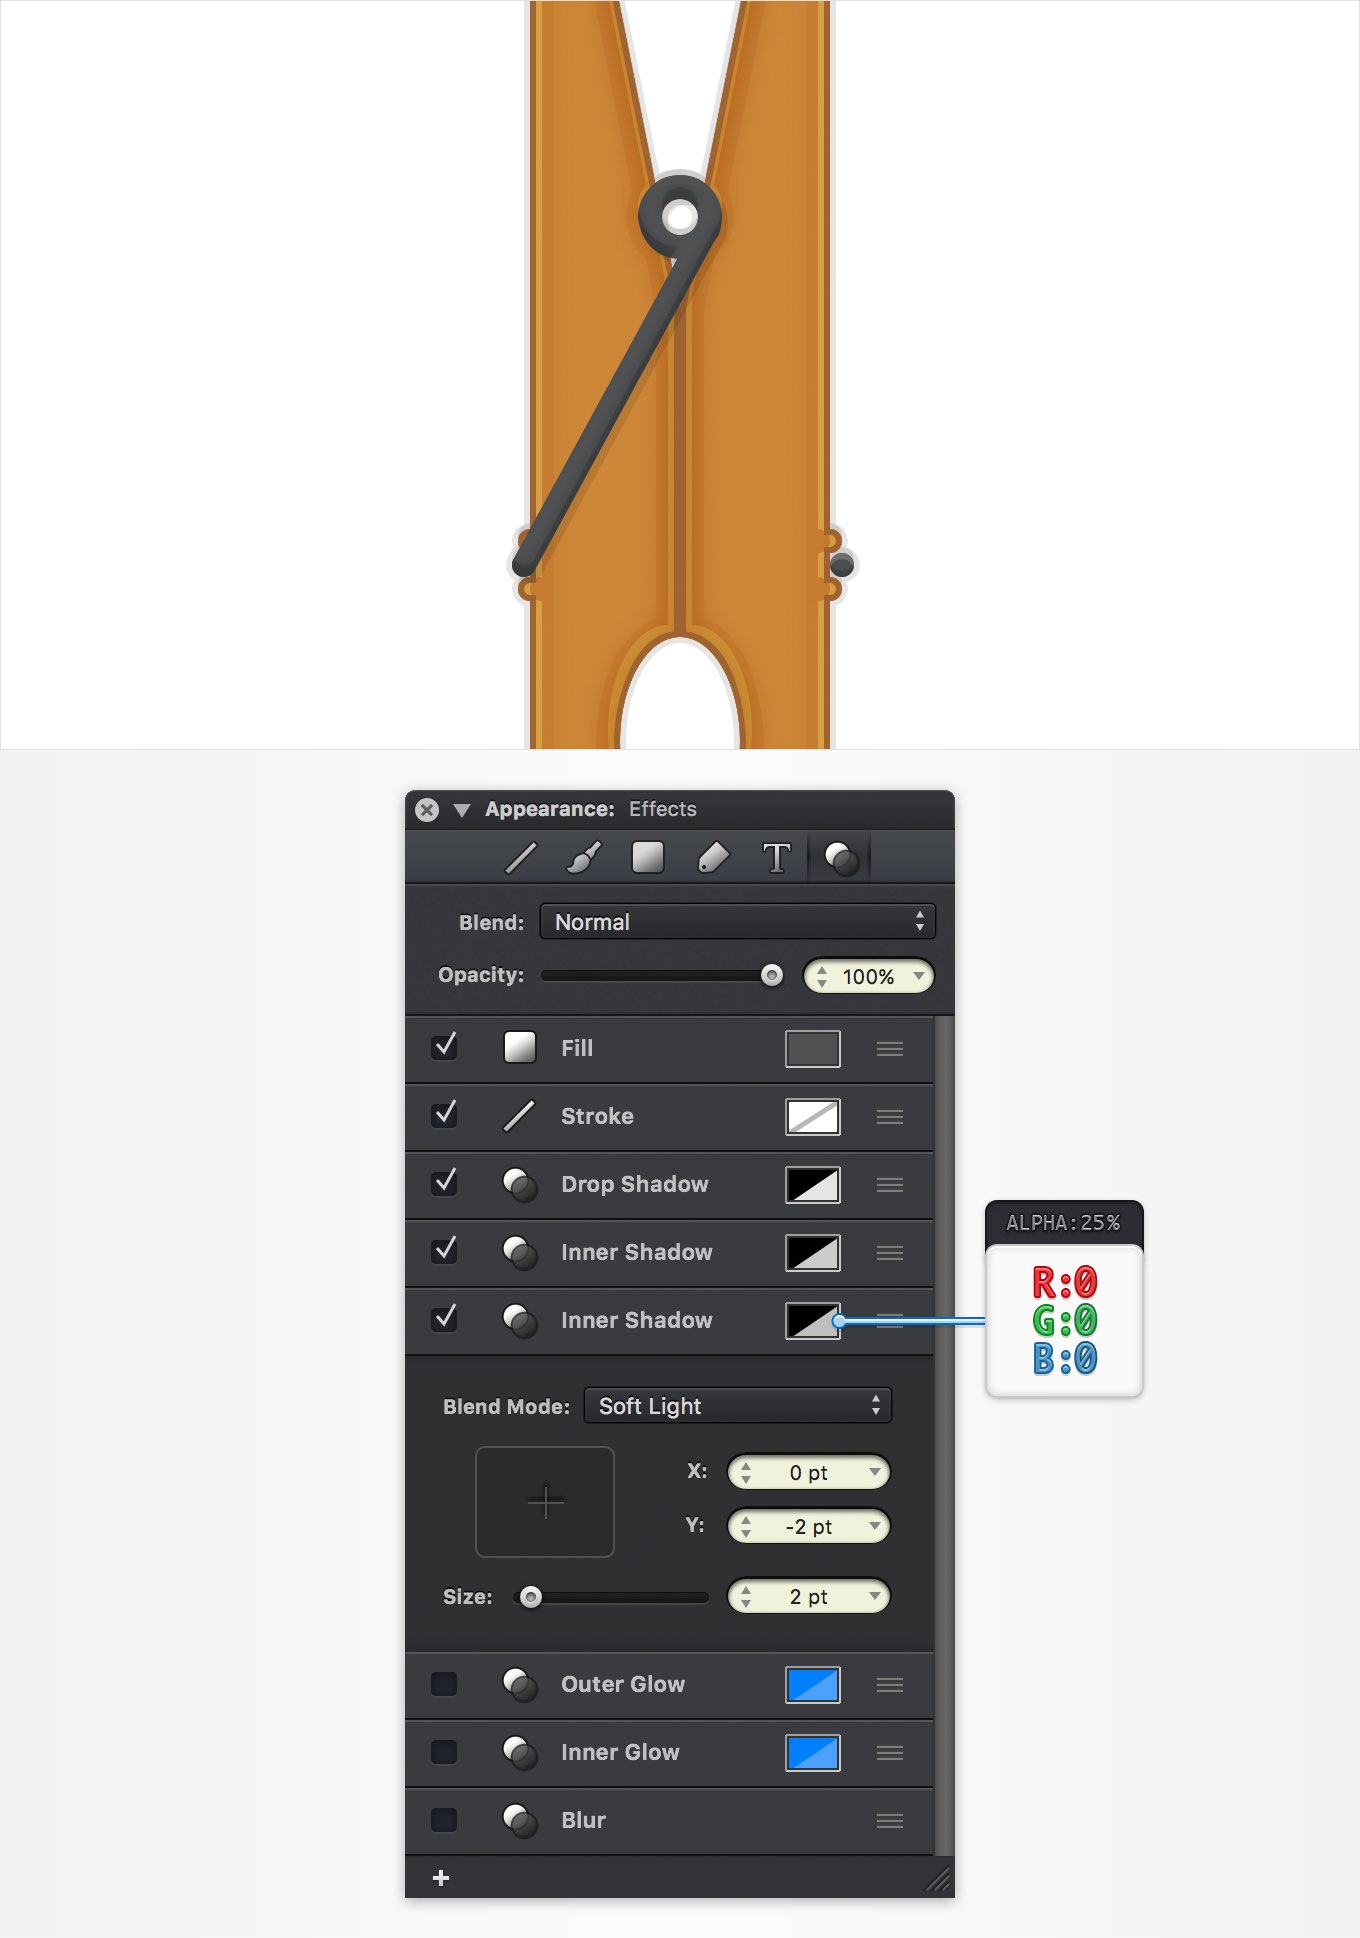 Appearance: Effects
T
Blend: Normal
Opacity: 100%
Fill
Stroke
Drop Shadow
Inner Shadow
Inner Shadow
ALPHA:25%
R:0
G:0
B:0
Blend Mode: Soft Light
X: 0 pt
Y: -2 pt
Size: 2 pt
Outer Glow
Inner Glow
Blur